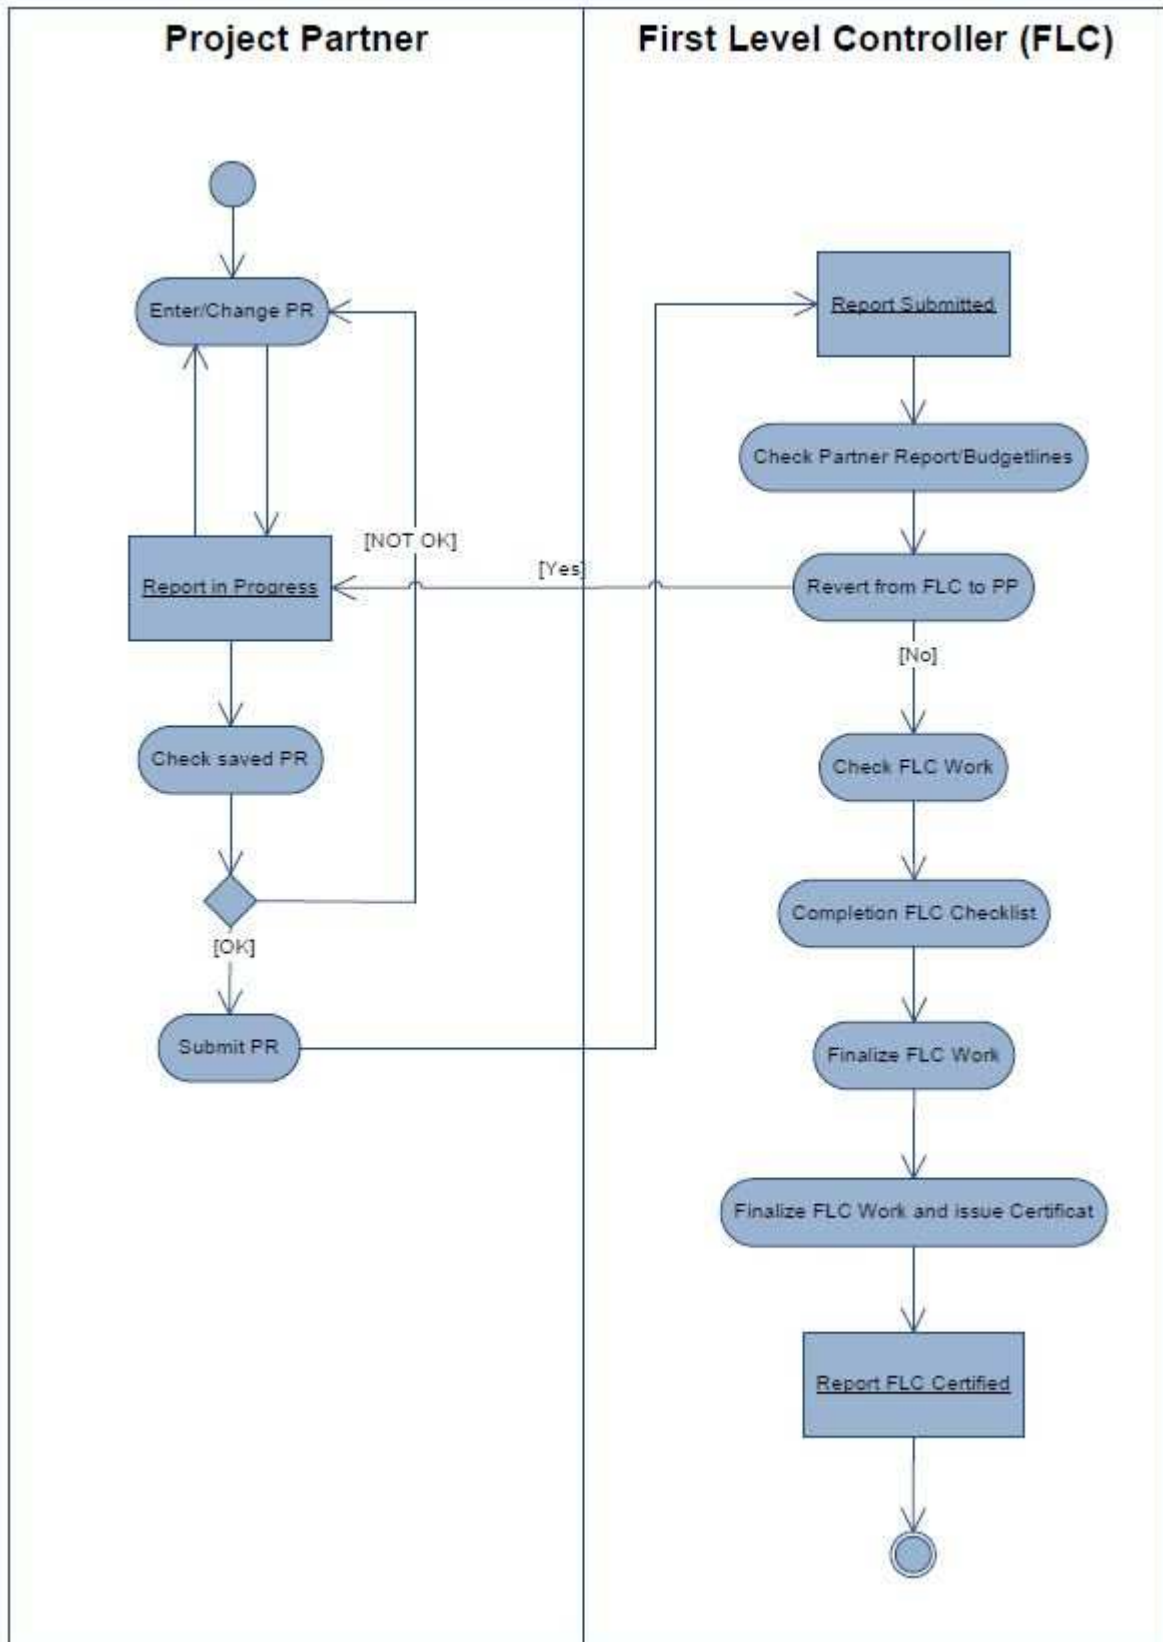 Project Partner
First Level Controller (FLC)
Enter/Change PR
Report in Progress
Check saved PR
[NOT OK]
[OK]
Submit PR
Report Submitted
Check Partner Report/Budgetlines
[Yes]
Revert from FLC to PP
[No]
Check FLC Work
Completion FLC Checklist
Finalize FLC Work
Finalize FLC Work and issue Certificat
Report FLC Certified